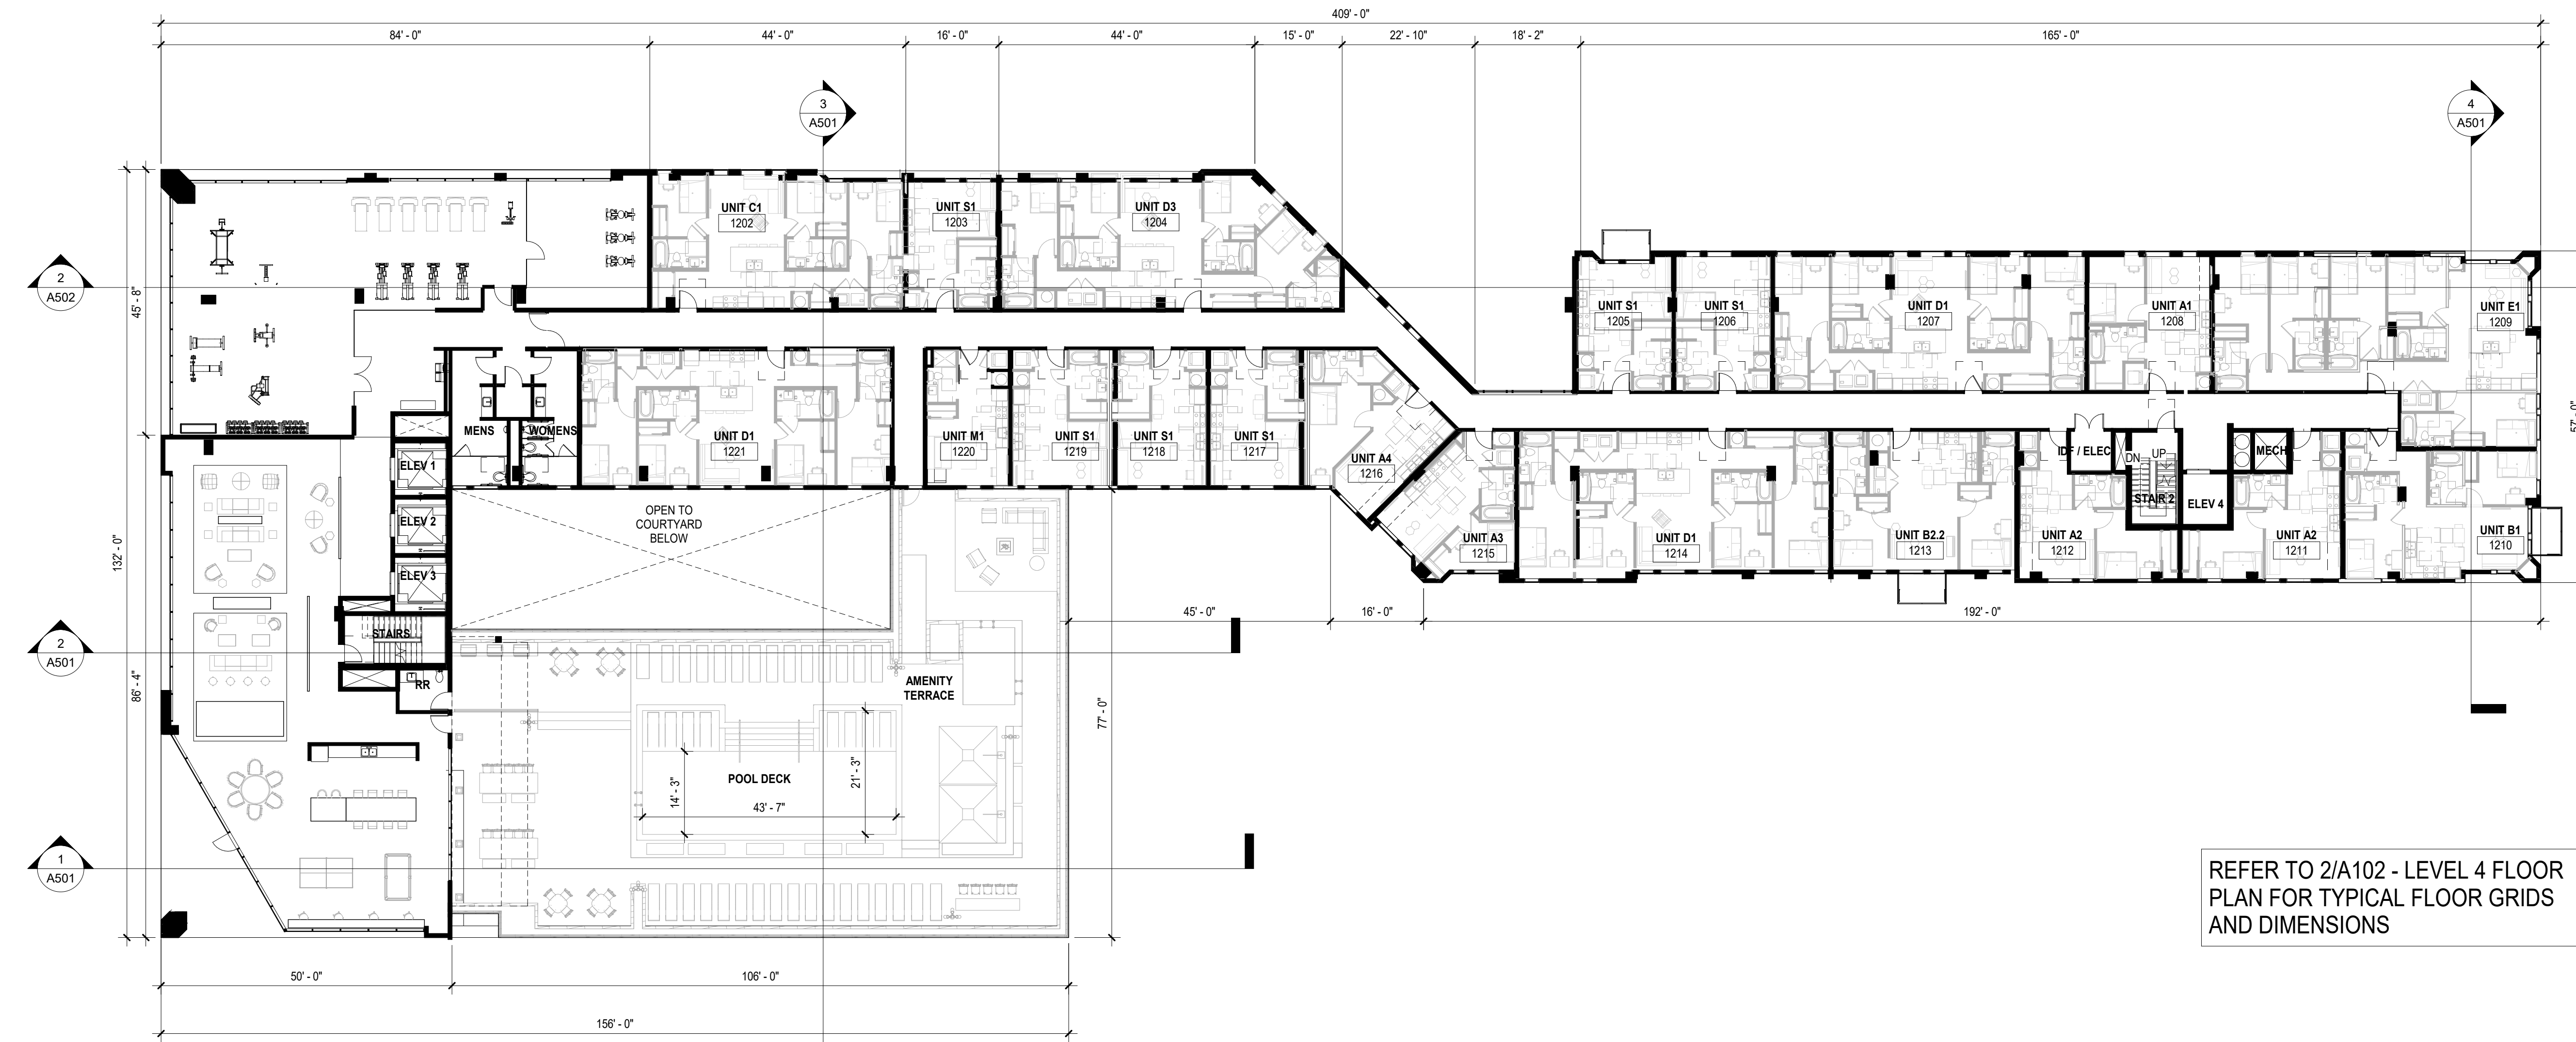 409' - 0"
84' - 0"
44' - 0"
16' - 0"
44' - 0"
15' - 0"
22' - 10"
18' - 2"
165' - 0"
3
A501
4
A501
2
A502
45' - 8"
132' - 0"
86' - 4"
57' - 0"
UNIT C1
1202
UNIT S1
1203
UNIT D3
1204
UNIT S1
1205
UNIT S1
1206
UNIT D1
1207
UNIT A1
1208
UNIT E1
1209
MENS
WOMENS
UNIT D1
1221
UNIT M1
1220
UNIT S1
1219
UNIT S1
1218
UNIT S1
1217
UNIT A4
1216
UNIT A3
1215
UNIT D1
1214
UNIT B2.2
1213
UNIT A2
1212
IDF / ELEC
DN
UP
STAIR 2
ELEV 4
MECH
UNIT A2
1211
UNIT B1
1210
ELEV 1
ELEV 2
ELEV 3
OPEN TO
COURTYARD
BELOW
STAIRS
RR
2
A501
45' - 0"
16' - 0"
192' - 0"
AMENITY
TERRACE
77' - 0"
POOL DECK
14' - 3"
43' - 7"
21' - 3"
1
A501
REFER TO 2/A102 - LEVEL 4 FLOOR
PLAN FOR TYPICAL FLOOR GRIDS
AND DIMENSIONS
50' - 0"
106' - 0"
156' - 0"